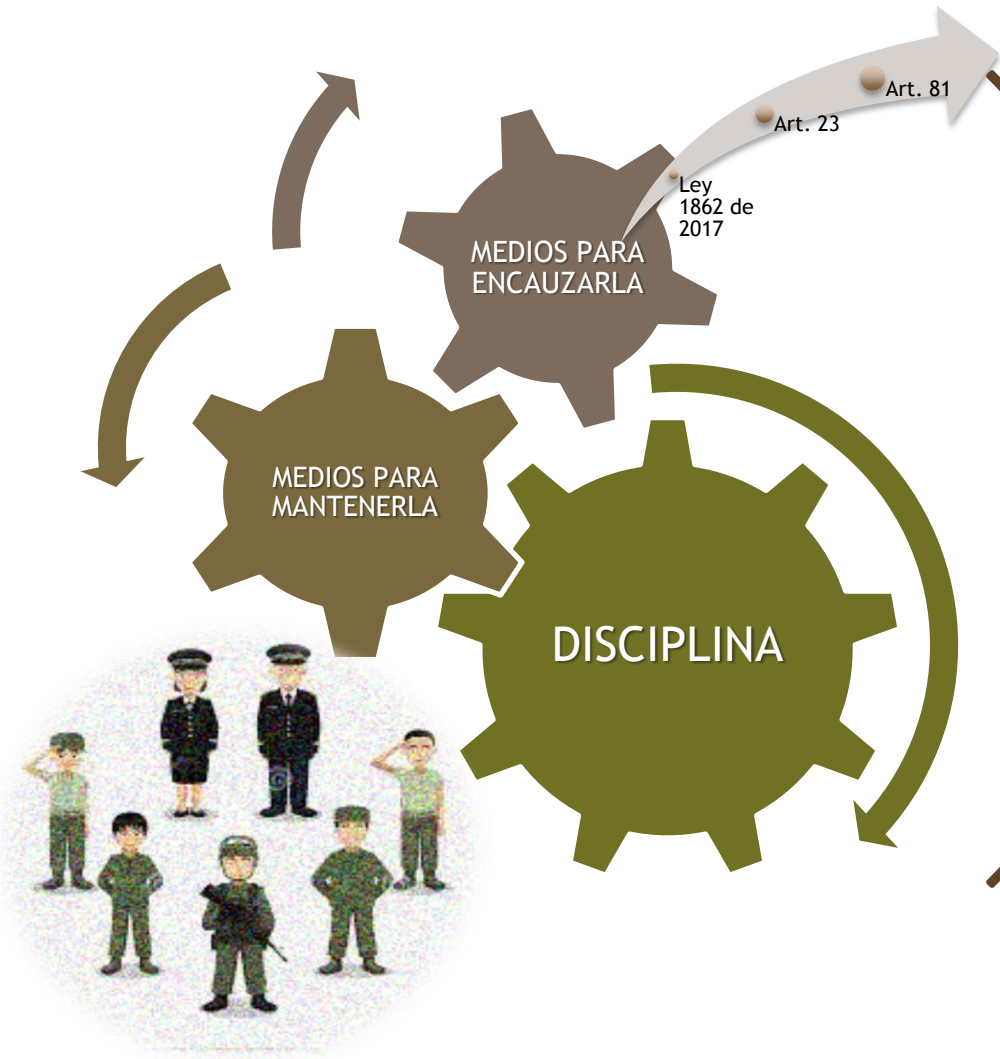 Art. 81
Art. 23
Ley
1862 de
2017
MEDIOS PARA
ENCAUZARLA
MEDIOS PARA
MANTENERLA
DISCIPLINA